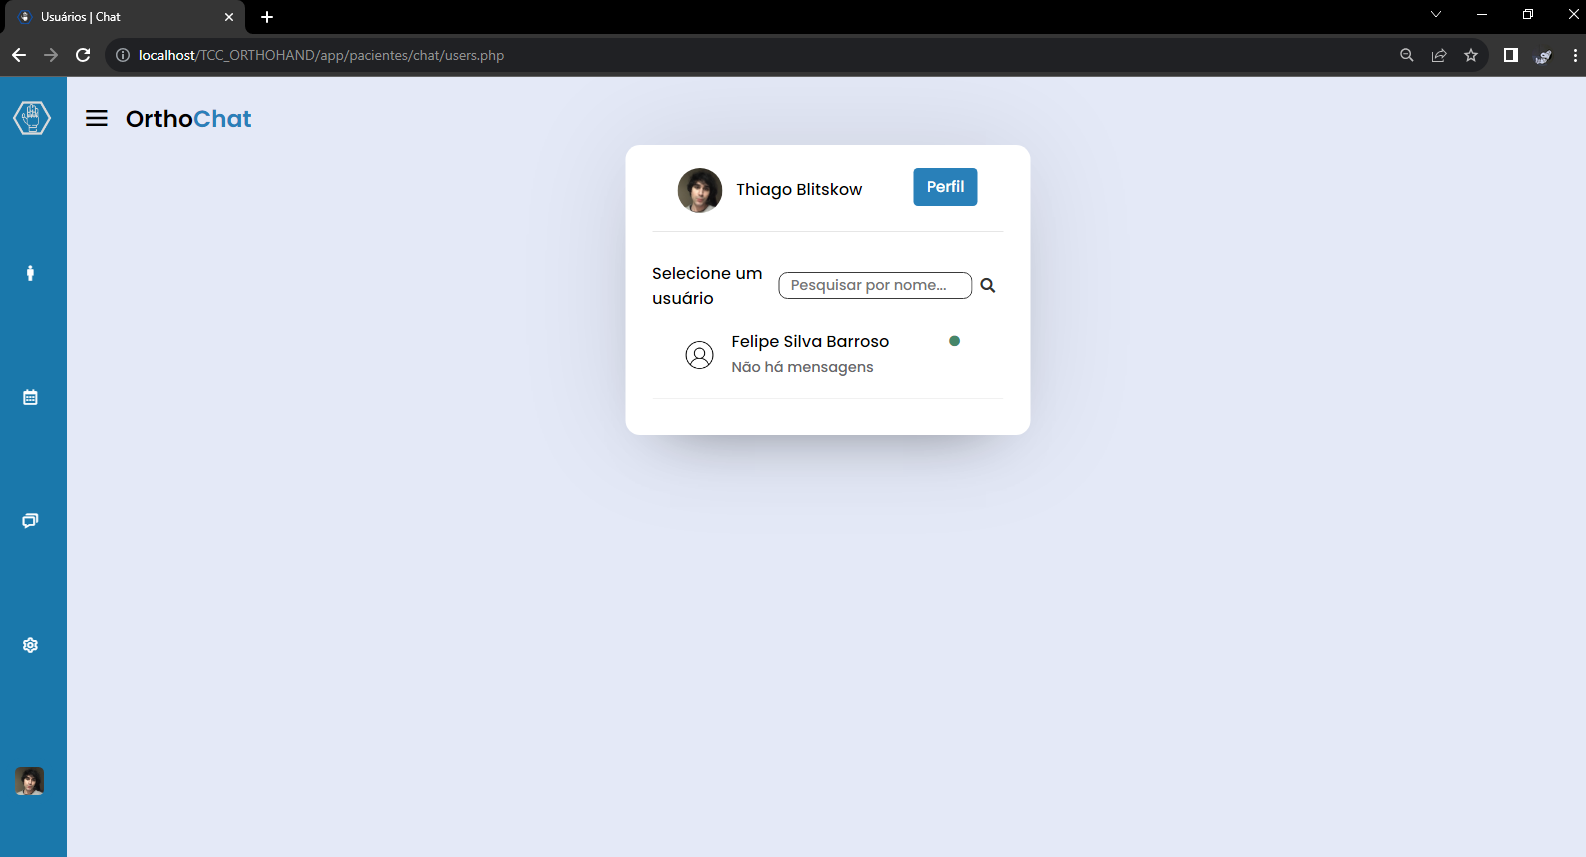 Usuários | Chat
localhost/TCC_ORTHOHAND/app/pacientes/chat/users.php
OrthoChat
Thiago Blitskow
Perfil
Selecione um
usuário
Pesquisar por nome...
Felipe Silva Barroso
Não há mensagens